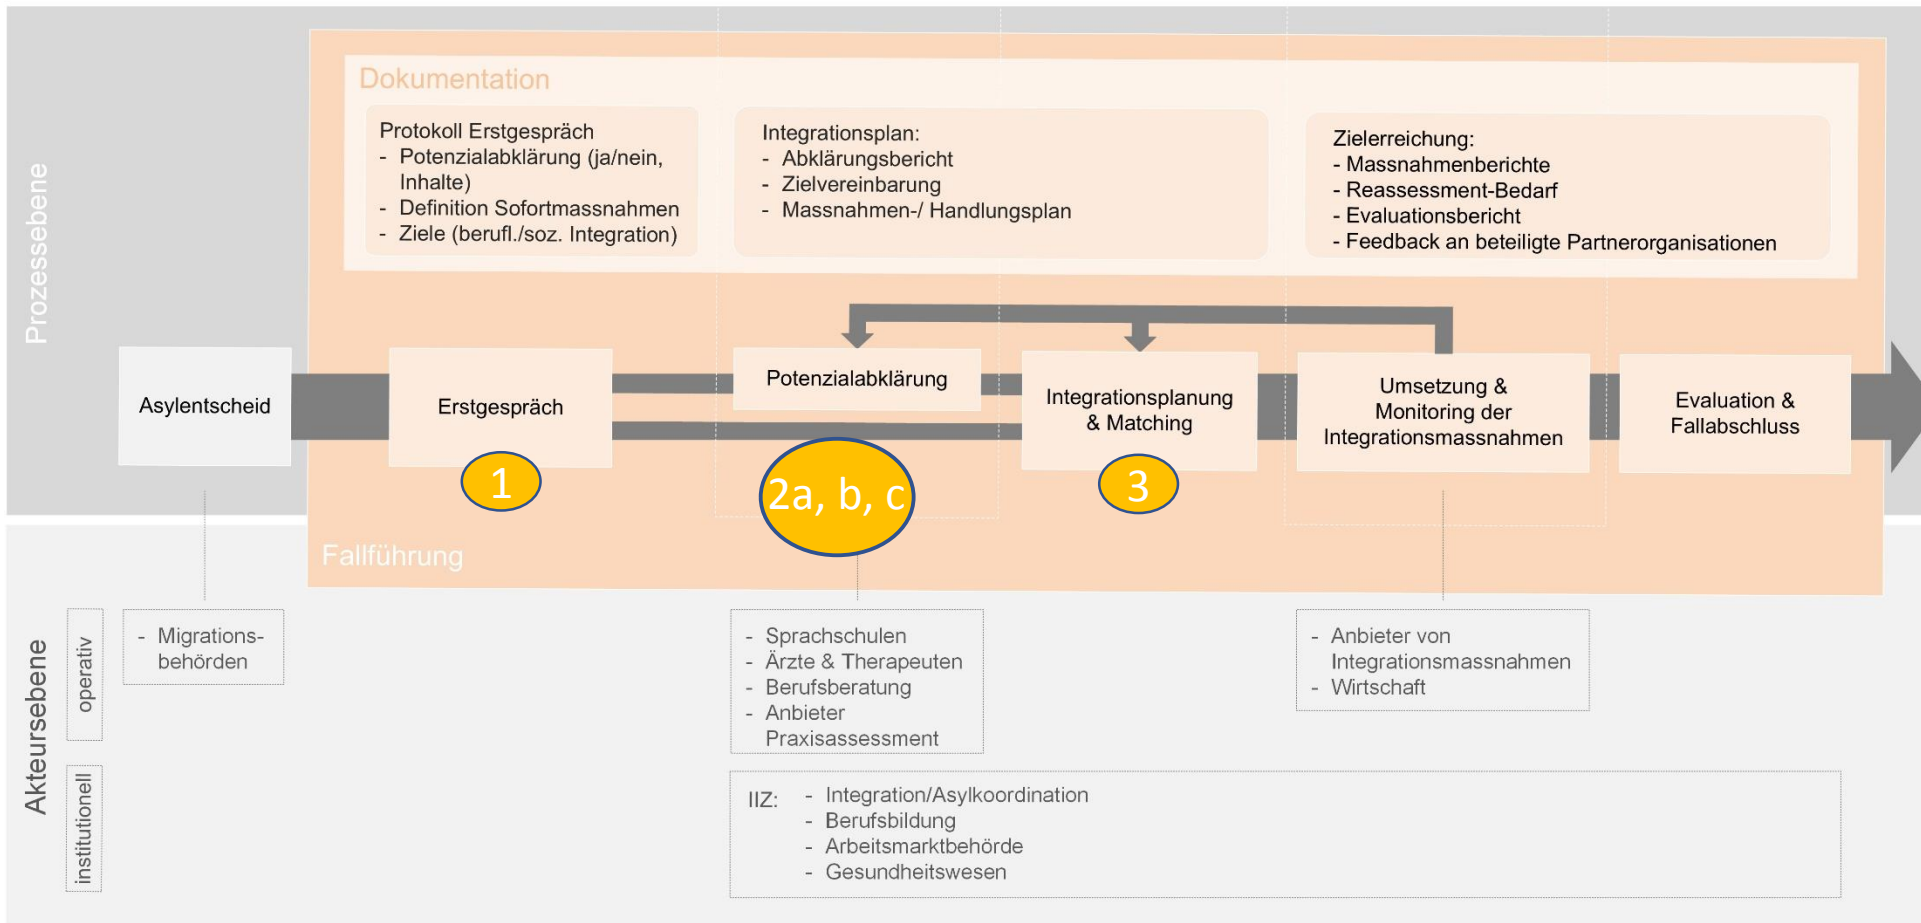 Prozessebene
Dokumentation
Protokoll Erstgespräch
- Potenzialabklärung (ja/nein,
Inhalte)
- Definition Sofortmassnahmen
- Ziele (berufl./soz. Integration)
Integrationsplan:
- Abklärungsbericht
- Zielvereinbarung
- Massnahmen-/ Handlungsplan
Zielerreichung:
- Massnahmenberichte
- Reassessment-Bedarf
- Evaluationsbericht
- Feedback an beteiligte Partnerorganisationen
Asylentscheid
Erstgespräch
Potenzialabklärung
Integrationsplanung
& Matching
Umsetzung &
Monitoring der
Integrationsmassnahmen
Evaluation &
Fallabschluss
1
2a, b, c
3
Fallführung
Akteursebene
operativ
- Migrations-
behörden
- Sprachschulen
- Ärzte & Therapeuten
- Berufsberatung
- Anbieter
Praxisassessment
- Anbieter von
Integrationsmassnahmen
- Wirtschaft
institutionell
IIZ:
- Integration/Asylkoordination
- Berufsbildung
- Arbeitsmarktbehörde
- Gesundheitswesen